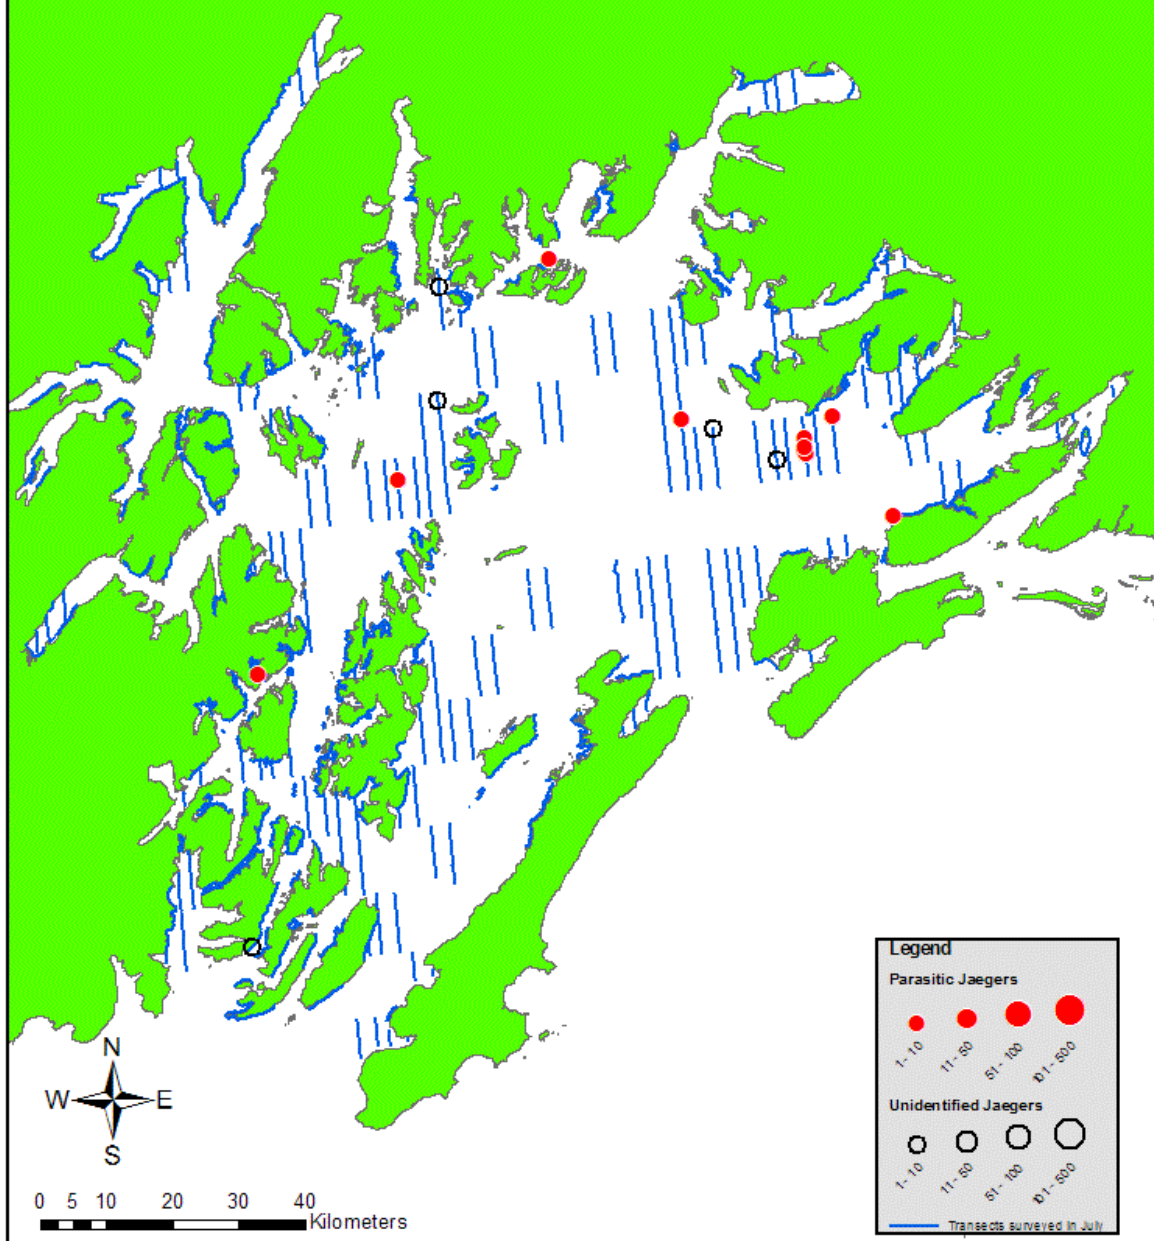 Legend
Parasitic Jaegers
1 - 10
11 - 50
51 - 100
101 - 500
Unidentified Jaegers
1 - 10
11 - 50
51 - 100
101 - 500
Transects surveyed in July
N
W E
S
0 5 10 20 30 40
Kilometers